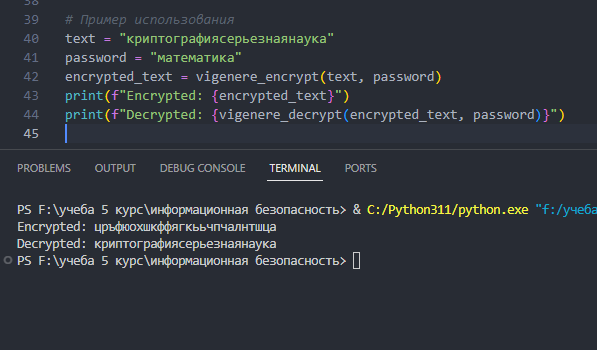 39 # Пример использования
40 text = "криптографиясерьезнаянаука"
41 password = "математика"
42 encrypted_text = vigenere_encrypt(text, password)
43 print(f"Encrypted: {encrypted_text}")
44 print(f"Decrypted: {vigenere_decrypt(encrypted_text, password)}")
45
PROBLEMS OUTPUT DEBUG CONSOLE TERMINAL PORTS
PS F:\учеба 5 курс\информационная безопасность> & C:/Python311/python.exe "f:/учеба
Encrypted: цръфюохшкффягкььчпчалнтшца
Decrypted: криптографиясерьезнаянаука
PS F:\учеба 5 курс\информационная безопасность>